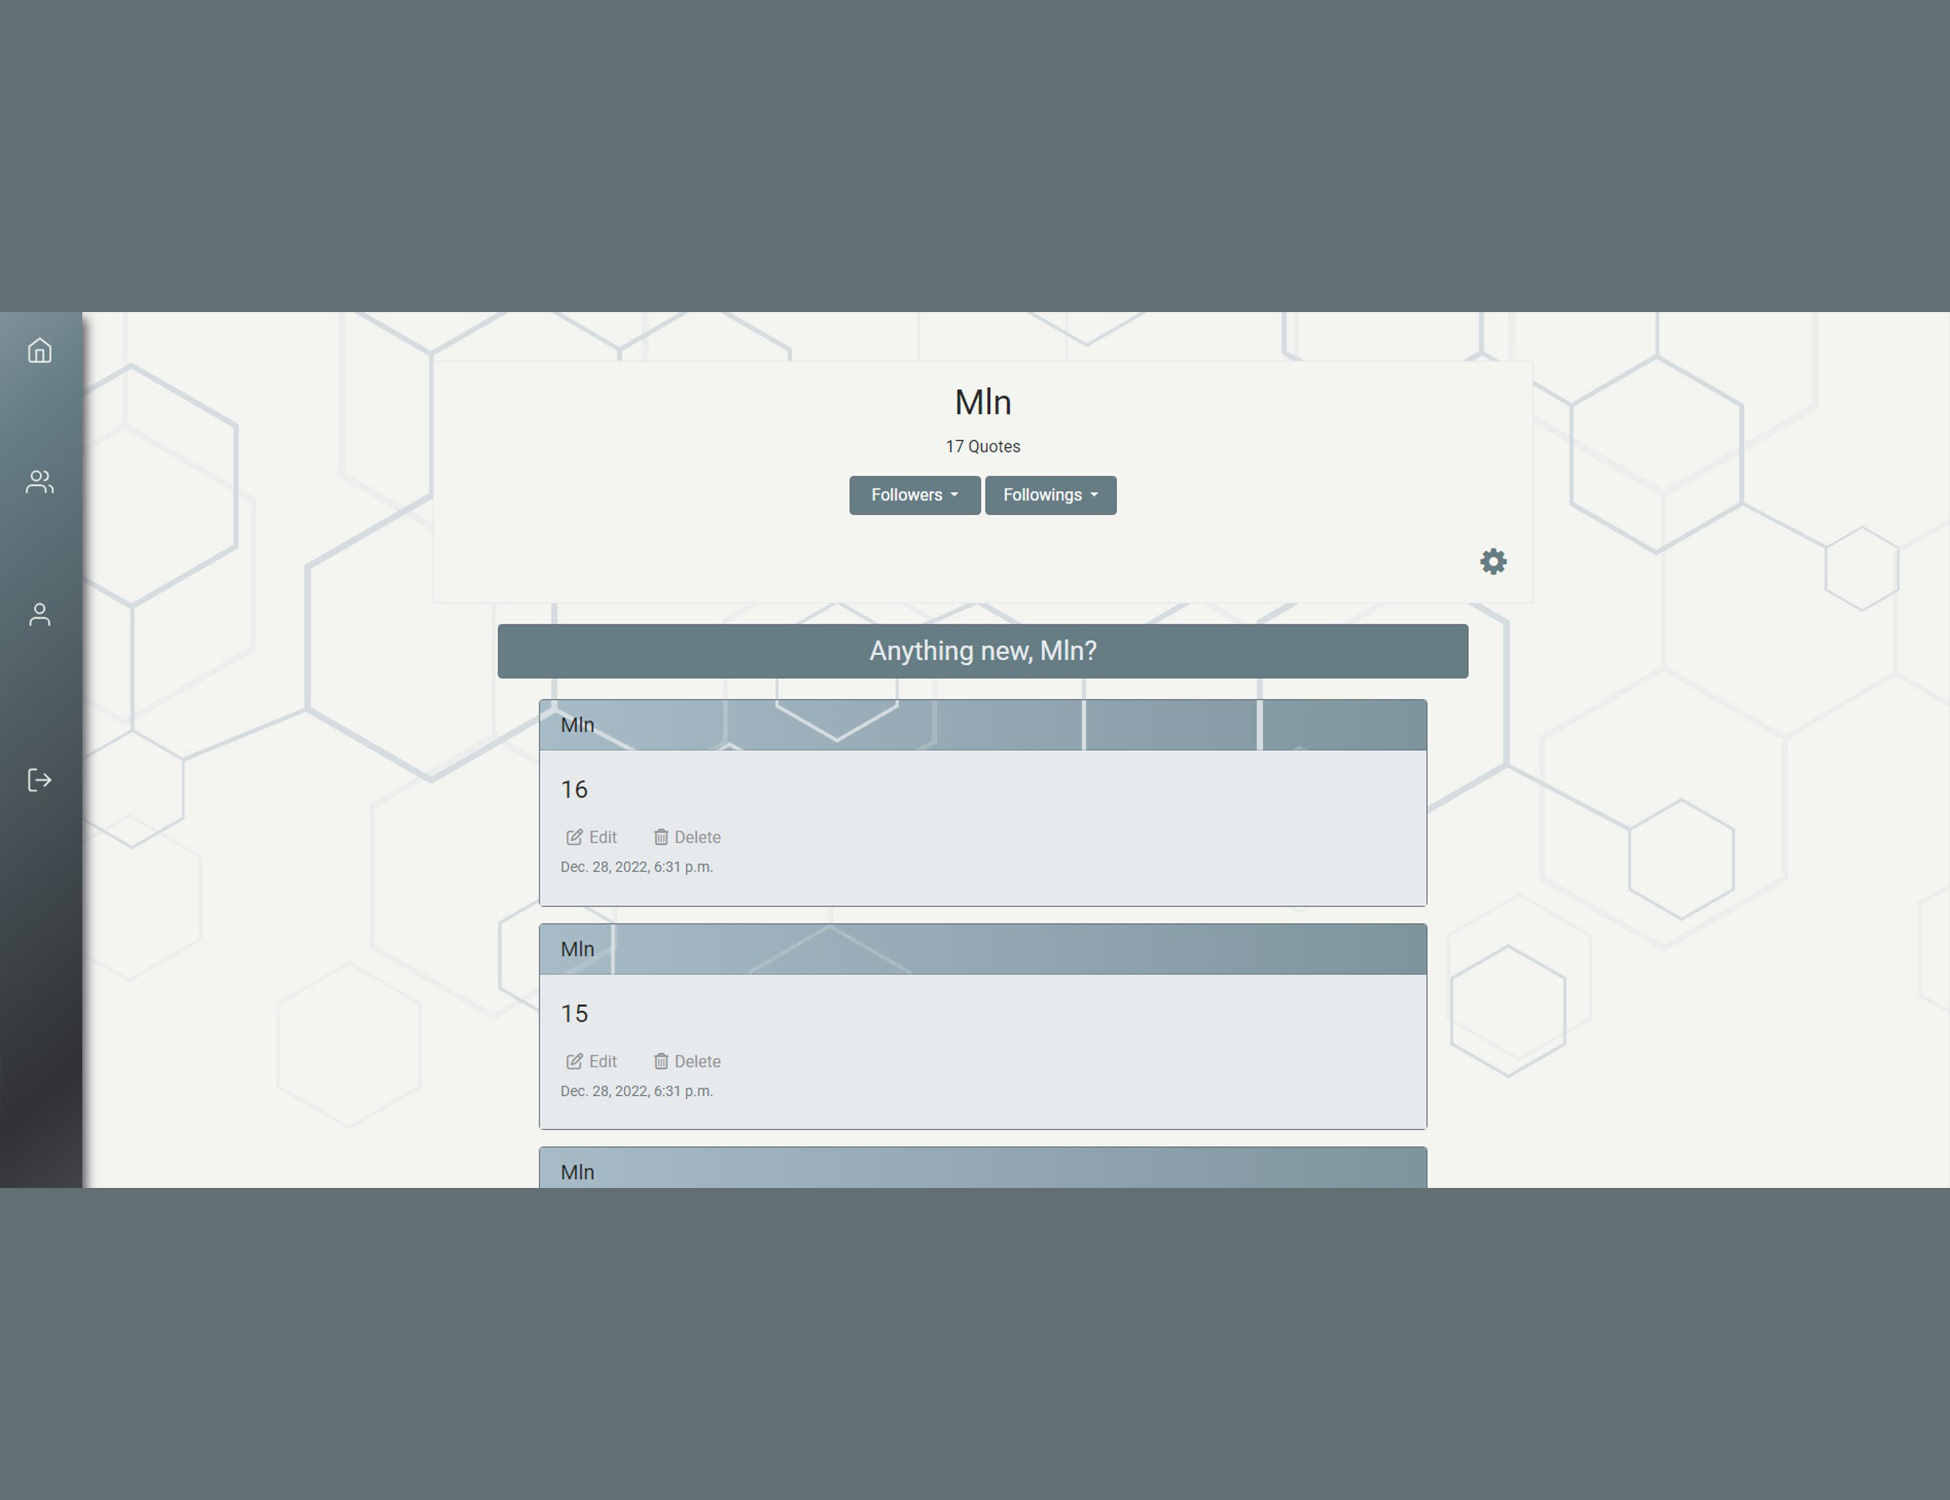 Mln
17 Quotes
Followers Followings
Anything new, Mln?
Mln
16
Edit Delete
Dec. 28, 2022, 6:31 p.m.
Mln
15
Edit Delete
Dec. 28, 2022, 6:31 p.m.
Mln